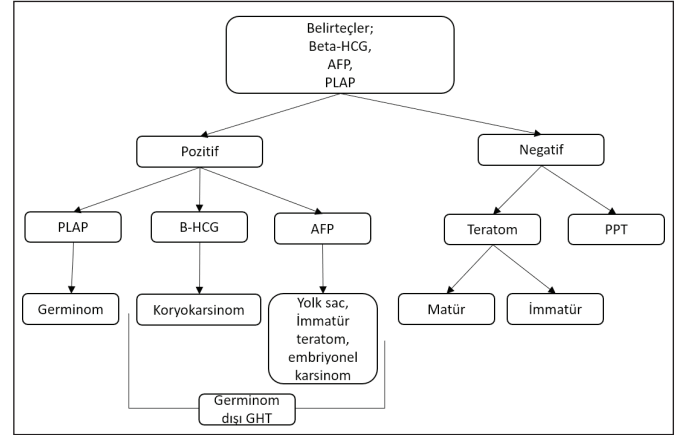 Belirteçler;
Beta-HCG,
AFP,
PLAP
Pozitif
Negatif
PLAP
B-HCG
AFP
Teratom
PPT
Germinom
Koryokarsinom
Yolk sac,
İmmatür
teratom,
embriyonel
karsinom
Matür
İmmatür
Germinom
dışı GHT